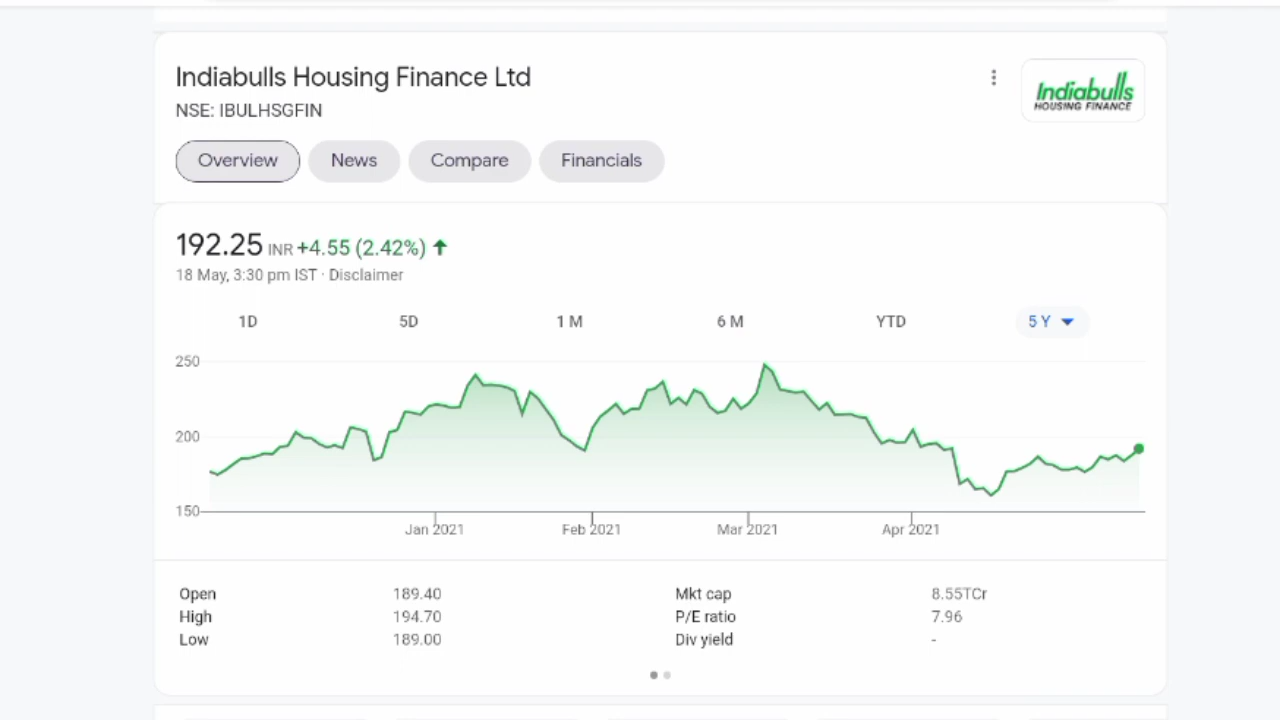 Indiabulls Housing Finance Ltd
NSE: IBULHSGFIN
Indiabulls
HOUSING FINANCE
Overview News Compare Financials
192.25 INR +4.55 (2.42%)
18 May, 3:30 pm IST · Disclaimer
1D 5D 1 M 6 M YTD 5 Y
250
200
150
Jan 2021 Feb 2021 Mar 2021 Apr 2021
Open 189.40 Mkt cap 8.55TCr
High 194.70 P/E ratio 7.96
Low 189.00 Div yield -